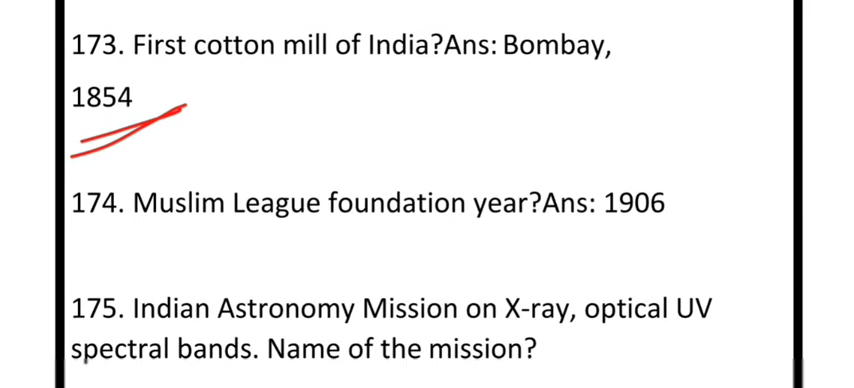 173. First cotton mill of India?Ans: Bombay,
1854
174. Muslim League foundation year?Ans: 1906
175. Indian Astronomy Mission on X-ray, optical UV
spectral bands. Name of the mission?